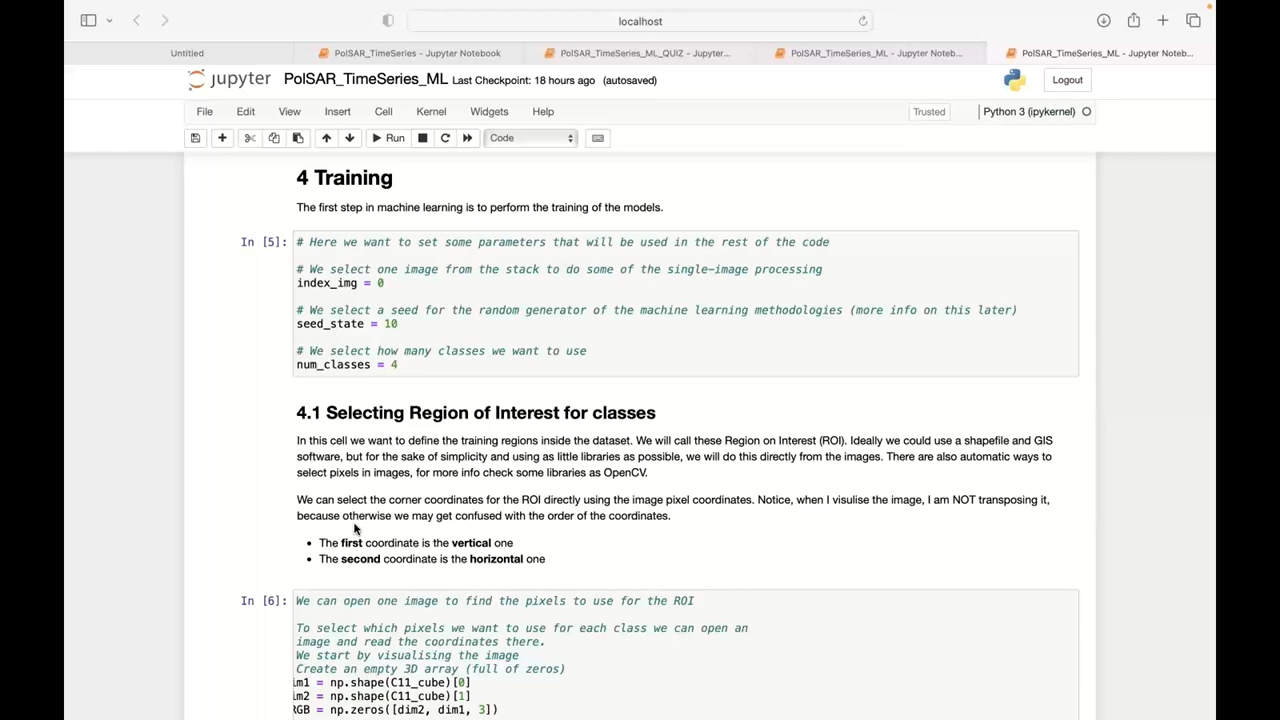 localhost
Untitled
PolSAR_TimeSeries - Jupyter Notebook
PolSAR_TimeSeries_ML_QUIZ - Jupyter...
PolSAR_TimeSeries_ML - Jupyter Noteb...
PolSAR_TimeSeries_ML - Jupyter Noteb...
jupyter PolSAR_TimeSeries_ML Last Checkpoint: 18 hours ago (autosaved)
Logout
File Edit View Insert Cell Kernel Widgets Help
Trusted
Python 3 (ipykernel)
Run
Code
4 Training
The first step in machine learning is to perform the training of the models.
In [5]: # Here we want to set some parameters that will be used in the rest of the code
# We select one image from the stack to do some of the single-image processing
index_img = 0
# We select a seed for the random generator of the machine learning methodologies (more info on this later)
seed_state = 10
# We select how many classes we want to use
num_classes = 4
4.1 Selecting Region of Interest for classes
In this cell we want to define the training regions inside the dataset. We will call these Region on Interest (ROI). Ideally we could use a shapefile and GIS
software, but for the sake of simplicity and using as little libraries as possible, we will do this directly from the images. There are also automatic ways to
select pixels in images, for more info check some libraries as OpenCV.
We can select the corner coordinates for the ROI directly using the image pixel coordinates. Notice, when I visulise the image, I am NOT transposing it,
because otherwise we may get confused with the order of the coordinates.
• The first coordinate is the vertical one
• The second coordinate is the horizontal one
In [6]: We can open one image to find the pixels to use for the ROI
To select which pixels we want to use for each class we can open an
image and read the coordinates there.
We start by visualising the image
Create an empty 3D array (full of zeros)
im1 = np.shape(C11_cube)[0]
im2 = np.shape(C11_cube)[1]
RGB = np.zeros([dim2, dim1, 3])